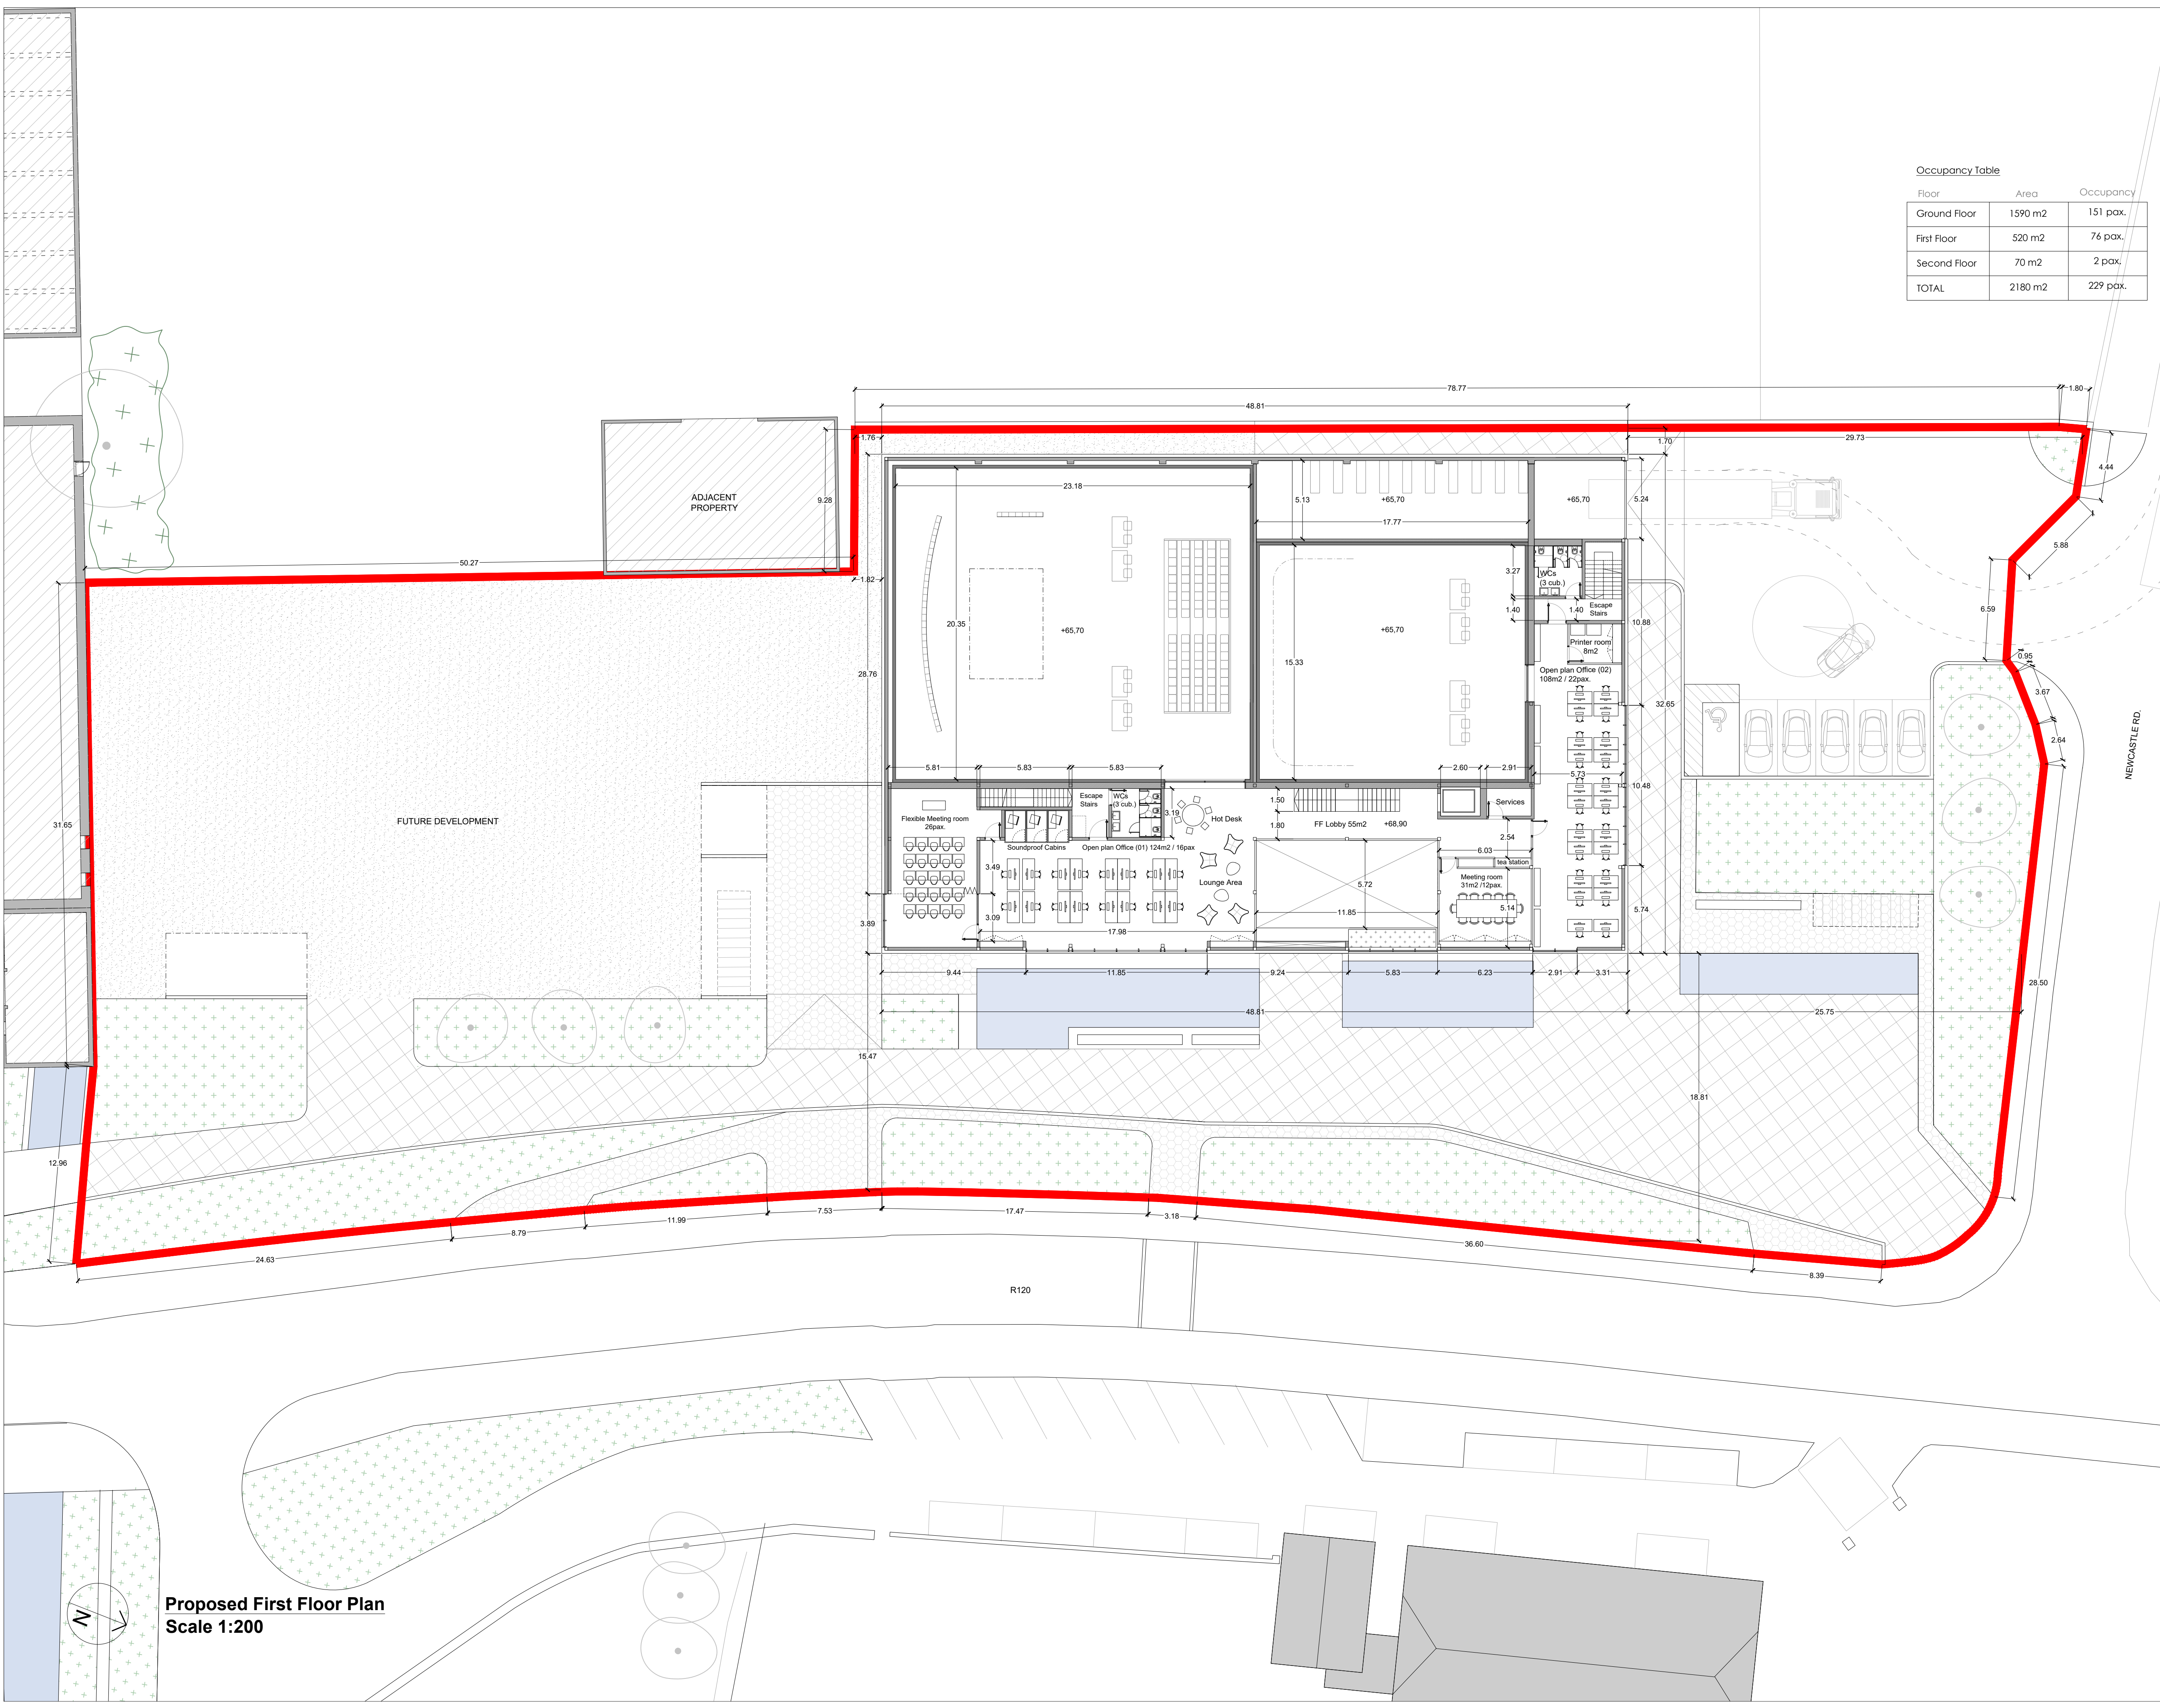 Occupancy Table
Floor Area Occupancy
Ground Floor 1590 m2 151 pax.
First Floor 520 m2 76 pax.
Second Floor 70 m2 2 pax.
TOTAL 2180 m2 229 pax.
78.77
1.80
48.81
1.76
1.70
29.73
4.44
23.18
5.13
+65,70
+65,70
5.24
ADJACENT
PROPERTY
9.28
17.77
5.88
50.27
1.82
3.27
WCs
(3 cub.)
1.40
1.40
Escape
Stairs
6.59
20.35
+65,70
+65,70
10.88
Printer room
8m2
0.95
15.33
Open plan Office (02)
108m2 / 22pax.
28.76
3.67
32.65
2.64
NEWCASTLE RD.
5.81
5.83
5.83
2.60
2.91
5.73
10.48
31.65
FUTURE DEVELOPMENT
Flexible Meeting room
26pax.
Escape
Stairs
WCs
(3 cub.)
3.19
Hot Desk
1.50
1.80
FF Lobby 55m2
+68,90
Services
2.54
Soundproof Cabins
Open plan Office (01) 124m2 / 16pax
6.03
tea station
3.49
Lounge Area
5.72
Meeting room
31m2 /12pax.
5.14
3.09
11.85
5.74
3.89
17.98
9.44
11.85
9.24
5.83
6.23
2.91
3.31
28.50
48.81
25.75
15.47
18.81
12.96
24.63
8.79
11.99
7.53
17.47
3.18
36.60
8.39
R120
N
Proposed First Floor Plan
Scale 1:200